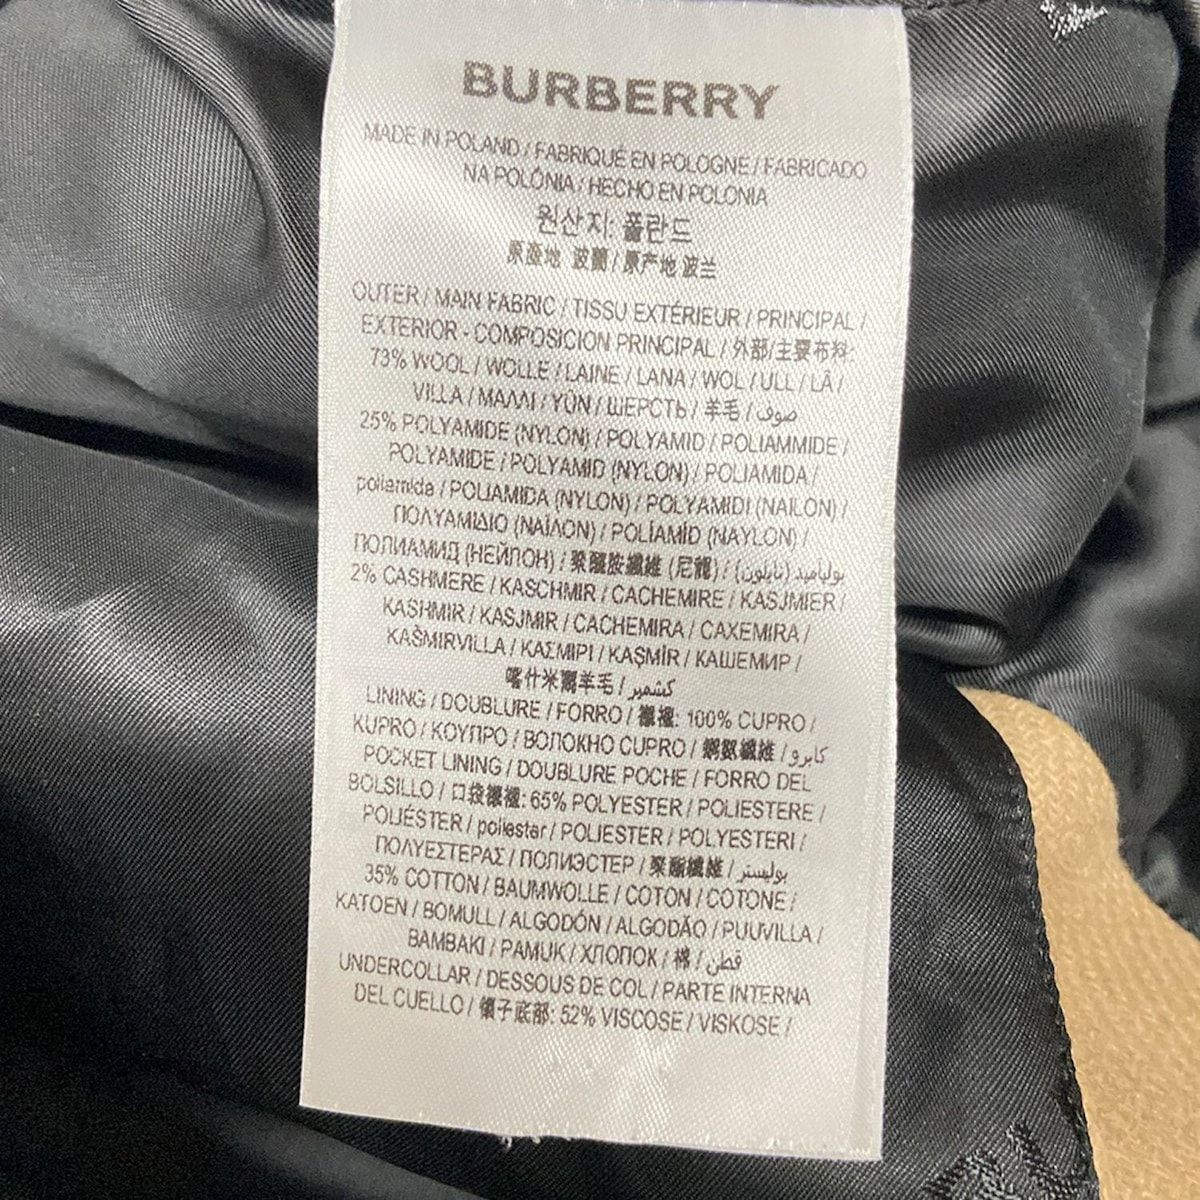 BURBERRY
MADE IN POLAND / FABRIQUÉ EN POLOGNE / FABRICADO
NA POLÓNIA / HECHO EN POLONIA
원산지: 폴란드
原產地 波蘭 / 原产地 波兰
OUTER / MAIN FABRIC / TISSU EXTÉRIEUR / PRINCIPAL /
EXTERIOR - COMPOSICION PRINCIPAL / 外部/主要布料:
73% WOOL / WOLLE / LAINE / LANA / WOL / ULL / LÃ /
VILLA / ΜΑΛΛΙ / YÜN / ШЕРСТЬ / 羊毛 / صوف
25% POLYAMIDE (NYLON) / POLYAMID / POLIAMMIDE /
POLYAMIDE / POLYAMID (NYLON) / POLIAMIDA /
poliamida / POLIAMIDA (NYLON) / POLYAMIDI (NAILON) /
ΠΟΛΥΑΜΙΔΙΟ (ΝΑΪΛΟΝ) / POLİAMİD (NAYLON) /
ПОЛИАМИД (НЕЙЛОН) / 聚醯胺纖維 (尼龍) / بولياميد (نايلون)
2% CASHMERE / KASCHMIR / CACHEMIRE / KASJMIER /
KASHMIR / KASJMIR / CACHEMIRA / CAXEMIRA /
KAŠMIRVILLA / ΚΑΣΜΙΡΙ / KAŞMİR / КАШЕМИР /
喀什米爾羊毛 / كشمير
LINING / DOUBLURE / FORRO / 襯裡: 100% CUPRO /
KUPRO / ΚΟΥΠΡΟ / ВОЛОКНО CUPRO / 銅氨纖維 / كابرو
POCKET LINING / DOUBLURE POCHE / FORRO DEL
BOLSILLO / 口袋襯裡: 65% POLYESTER / POLIESTERE /
POLIÉSTER / poliestar / POLIESTER / POLYESTERI /
ΠΟΛΥΕΣΤΕΡΑΣ / ПОЛИЭСТЕР / 聚酯纖維 / بوليستر
35% COTTON / BAUMWOLLE / COTON / COTONE /
KATOEN / BOMULL / ALGODÓN / ALGODÃO / PUUVILLA /
ΒΑΜΒΑΚΙ / PAMUK / ХЛОПОК / 棉 / قطن
UNDERCOLLAR / DESSOUS DE COL / PARTE INTERNA
DEL CUELLO / 領子底部: 52% VISCOSE / VISKOSE /